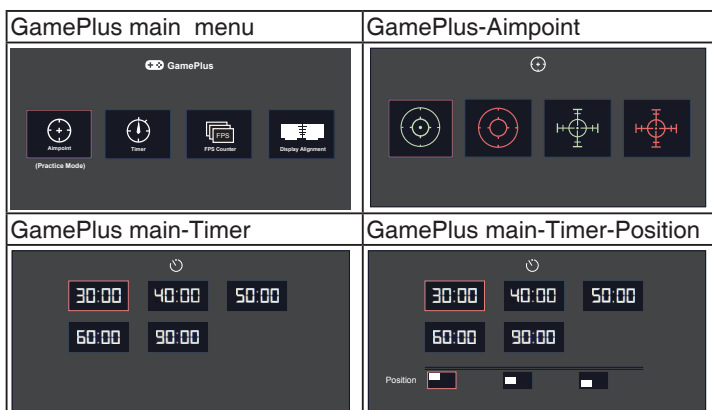 GamePlus main menu
GamePlus-Aimpoint
GamePlus
Aimpoint
Timer
FPS
FPS Counter
Display Alignment
(Practice Mode)
GamePlus main-Timer
GamePlus main-Timer-Position
30:00 40:00 50:00
60:00 90:00
30:00 40:00 50:00
60:00 90:00
Position